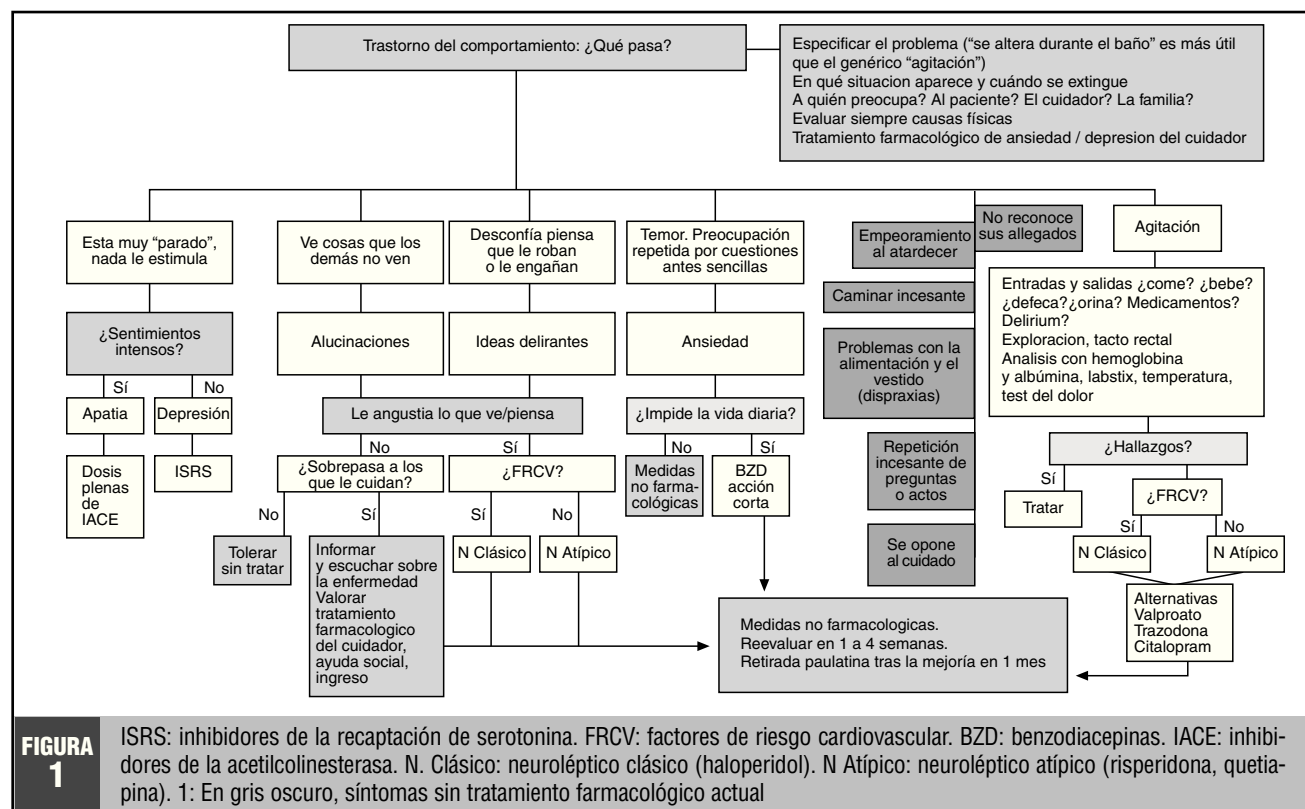 Trastorno del comportamiento: ¿Qué pasa?
Especificar el problema (“se altera durante el baño” es más útil
que el genérico “agitación”)
En qué situacion aparece y cuándo se extingue
A quién preocupa? Al paciente? El cuidador? La familia?
Evaluar siempre causas físicas
Tratamiento farmacológico de ansiedad / depresion del cuidador
Esta muy “parado”,
nada le estimula
Ve cosas que los
demás no ven
Desconfía piensa
que le roban
o le engañan
Temor. Preocupación
repetida por cuestiones
antes sencillas
Empeoramiento
al atardecer
No reconoce
sus allegados
Agitación
¿Sentimientos
intensos?
Alucinaciones
Ideas delirantes
Ansiedad
Caminar incesante
Problemas con la
alimentación y el
vestido
(dispraxias)
Entradas y salidas ¿come? ¿bebe?
¿defeca?¿orina? Medicamentos?
Delirium?
Exploracion, tacto rectal
Analisis con hemoglobina
y albúmina, labstix, temperatura,
test del dolor
Sí
No
Apatia
Depresión
Le angustia lo que ve/piensa
¿Impide la vida diaria?
No
Sí
No
Sí
Dosis
plenas
de
IACE
ISRS
¿Sobrepasa a los
que le cuidan?
¿FRCV?
Medidas
no farma-
cológicas
BZD
acción
corta
Repetición
incesante de
preguntas
o actos
¿Hallazgos?
Sí
Tratar
¿FRCV?
No
Sí
Sí
No
Sí
No
Tolerar
sin tratar
Informar
y escuchar sobre
la enfermedad
Valorar
tratamiento
farmacologico
del cuidador,
ayuda social,
ingreso
N Clásico
N Atípico
Se opone
al cuidado
N Clásico
N Atípico
Alternativas
Valproato
Trazodona
Citalopram
Medidas no farmacologicas.
Reevaluar en 1 a 4 semanas.
Retirada paulatina tras la mejoría en 1 mes
FIGURA
1
ISRS: inhibidores de la recaptación de serotonina. FRCV: factores de riesgo cardiovascular. BZD: benzodiacepinas. IACE: inhibi-
dores de la acetilcolinesterasa. N. Clásico: neuroléptico clásico (haloperidol). N Atípico: neuroléptico atípico (risperidona, quetia-
pina). 1: En gris oscuro, síntomas sin tratamiento farmacológico actual